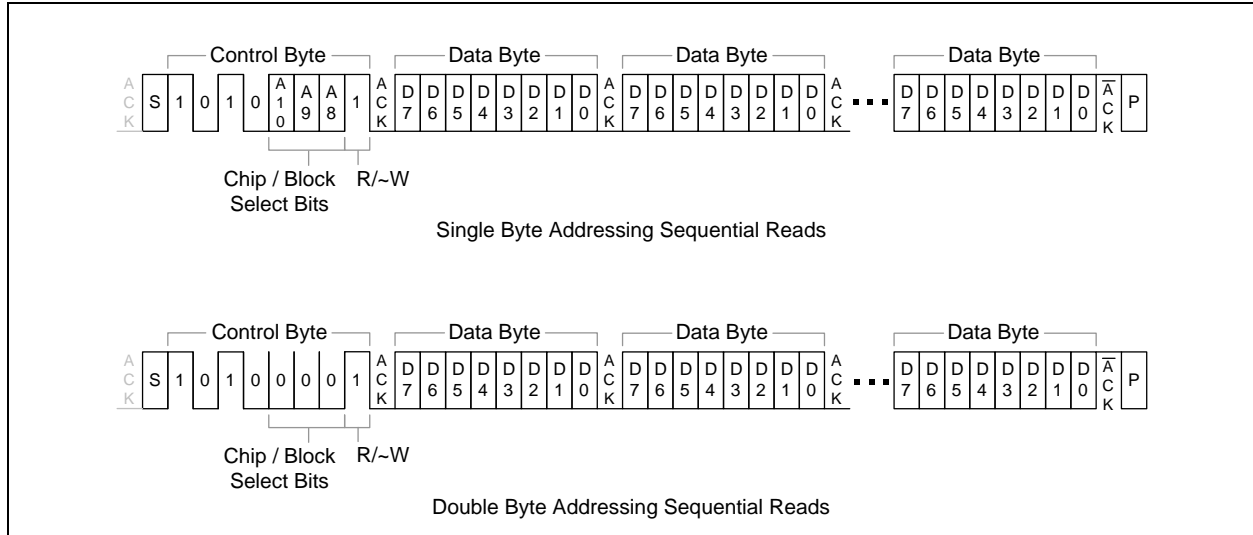 Control Byte Data Byte Data Byte Data Byte
ACK S 1 0 1 0 A10 A9 A8 1 ACK D7 D6 D5 D4 D3 D2 D1 D0 ACK D7 D6 D5 D4 D3 D2 D1 D0 ACK D7 D6 D5 D4 D3 D2 D1 D0 A̅CK P
Chip / Block R/~W
Select Bits
Single Byte Addressing Sequential Reads
Control Byte Data Byte Data Byte Data Byte
ACK S 1 0 1 0 0 0 0 1 ACK D7 D6 D5 D4 D3 D2 D1 D0 ACK D7 D6 D5 D4 D3 D2 D1 D0 ACK D7 D6 D5 D4 D3 D2 D1 D0 A̅CK P
Chip / Block R/~W
Select Bits
Double Byte Addressing Sequential Reads